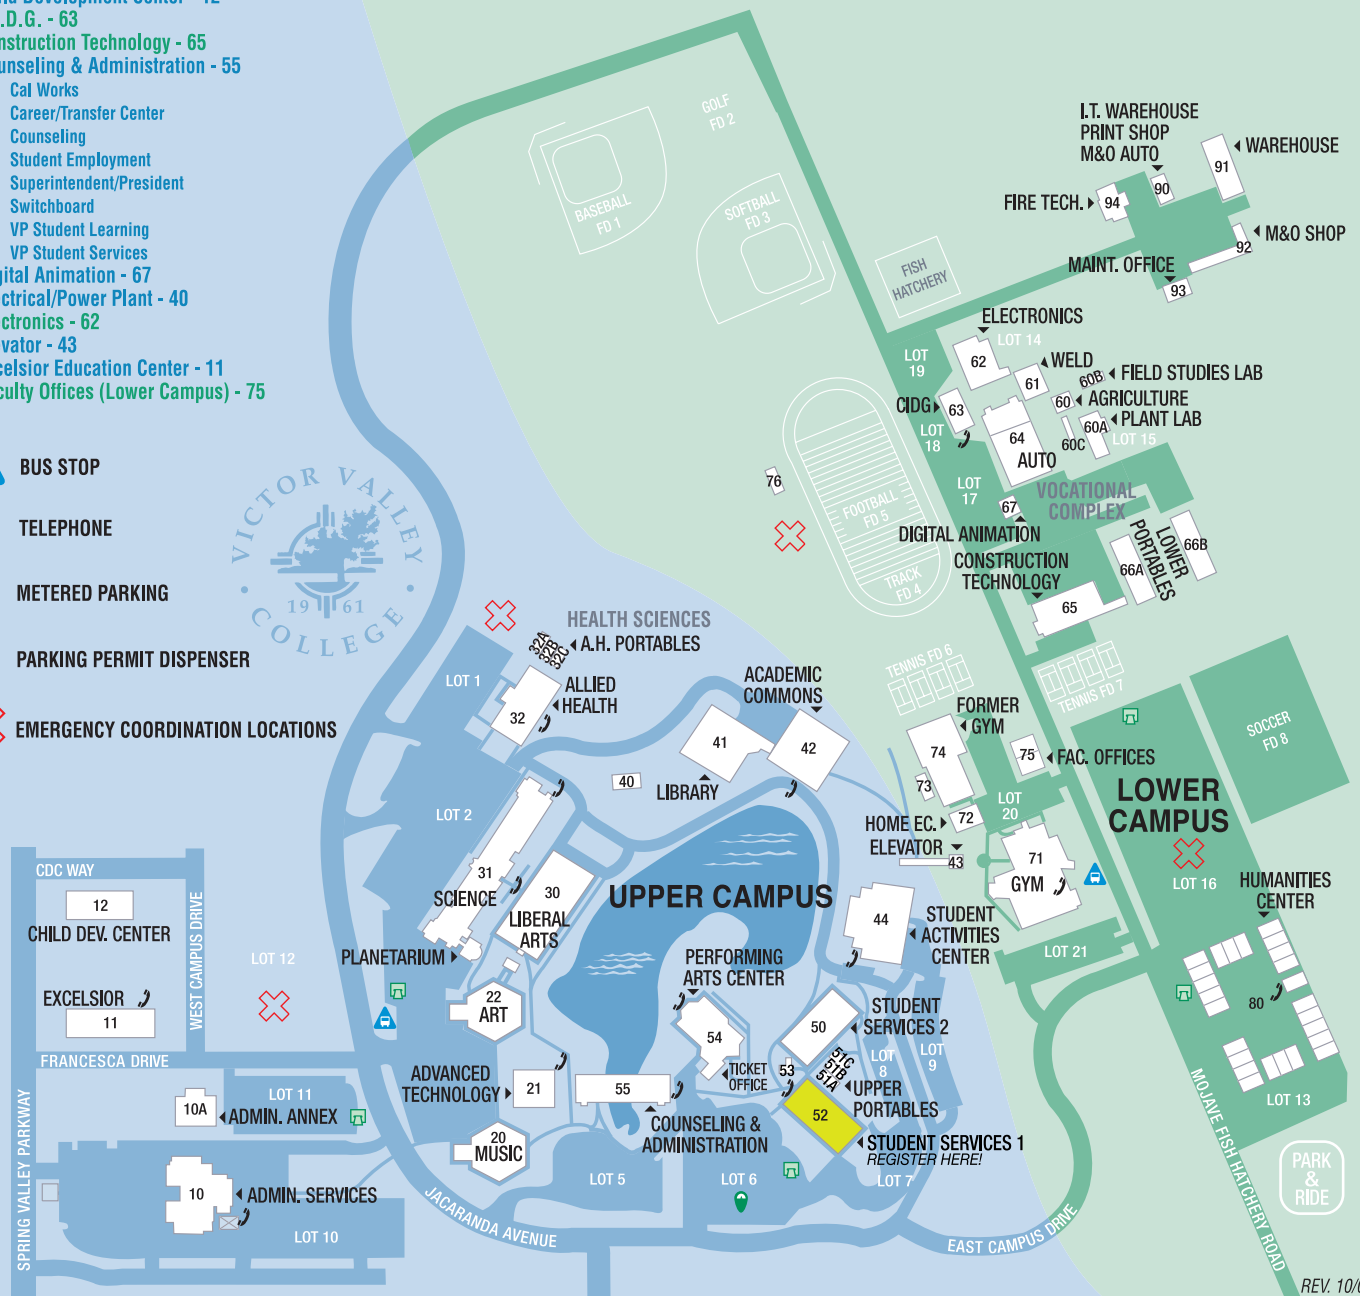 Development Center - 12
.D.G. - 63
nstruction Technology - 65
unseling & Administration - 55
Cal Works
Career/Transfer Center
Counseling
Student Employment
Superintendent/President
Switchboard
VP Student Learning
VP Student Services
gital Animation - 67
ectrical/Power Plant - 40
ectronics - 62
evator - 43
xcelsior Education Center - 11
culty Offices (Lower Campus) - 75
BUS STOP
TELEPHONE
METERED PARKING
PARKING PERMIT DISPENSER
EMERGENCY COORDINATION LOCATIONS
VICTOR VALLEY
19 61
COLLEGE
GOLF
FD 2
BASEBALL
FD 1
SOFTBALL
FD 3
FISH
HATCHERY
I.T. WAREHOUSE
PRINT SHOP
M&O AUTO
90
91
WAREHOUSE
FIRE TECH.
94
92
M&O SHOP
MAINT. OFFICE
93
ELECTRONICS
LOT 14
LOT
19
62
WELD
61
60B
FIELD STUDIES LAB
CIDG
63
60
AGRICULTURE
60A
PLANT LAB
60C
LOT 15
LOT
18
64
AUTO
76
LOT
17
VOCATIONAL
COMPLEX
67
FOOTBALL
FD 5
DIGITAL ANIMATION
TRACK
FD 4
CONSTRUCTION
TECHNOLOGY
65
66A
LOWER
PORTABLES
66B
HEALTH SCIENCES
32A
32B
32C
A.H. PORTABLES
LOT 1
ALLIED
HEALTH
32
ACADEMIC
COMMONS
TENNIS FD 6
TENNIS FD 7
FORMER
GYM
74
75
FAC. OFFICES
SOCCER
FD 8
41
42
40
LIBRARY
73
LOT
20
LOWER
CAMPUS
72
HOME EC.
ELEVATOR
43
71
GYM
LOT 16
LOT 2
31
SCIENCE
30
LIBERAL
ARTS
UPPER CAMPUS
CDC WAY
12
CHILD DEV. CENTER
WEST CAMPUS DRIVE
PLANETARIUM
LOT 12
44
STUDENT
ACTIVITIES
CENTER
LOT 21
HUMANITIES
CENTER
80
LOT 13
EXCELSIOR
11
22
ART
PERFORMING
ARTS CENTER
54
TICKET
OFFICE
50
STUDENT
SERVICES 2
53
51C
51B
51A
UPPER
PORTABLES
LOT
8
LOT
9
FRANCESCA DRIVE
LOT 11
10A
ADMIN. ANNEX
ADVANCED
TECHNOLOGY
21
55
COUNSELING &
ADMINISTRATION
52
STUDENT SERVICES 1
REGISTER HERE!
20
MUSIC
LOT 5
LOT 6
LOT 7
10
ADMIN. SERVICES
LOT 10
SPRING VALLEY PARKWAY
JACARANDA AVENUE
EAST CAMPUS DRIVE
MOJAVE FISH HATCHERY ROAD
PARK
&
RIDE
REV. 10/